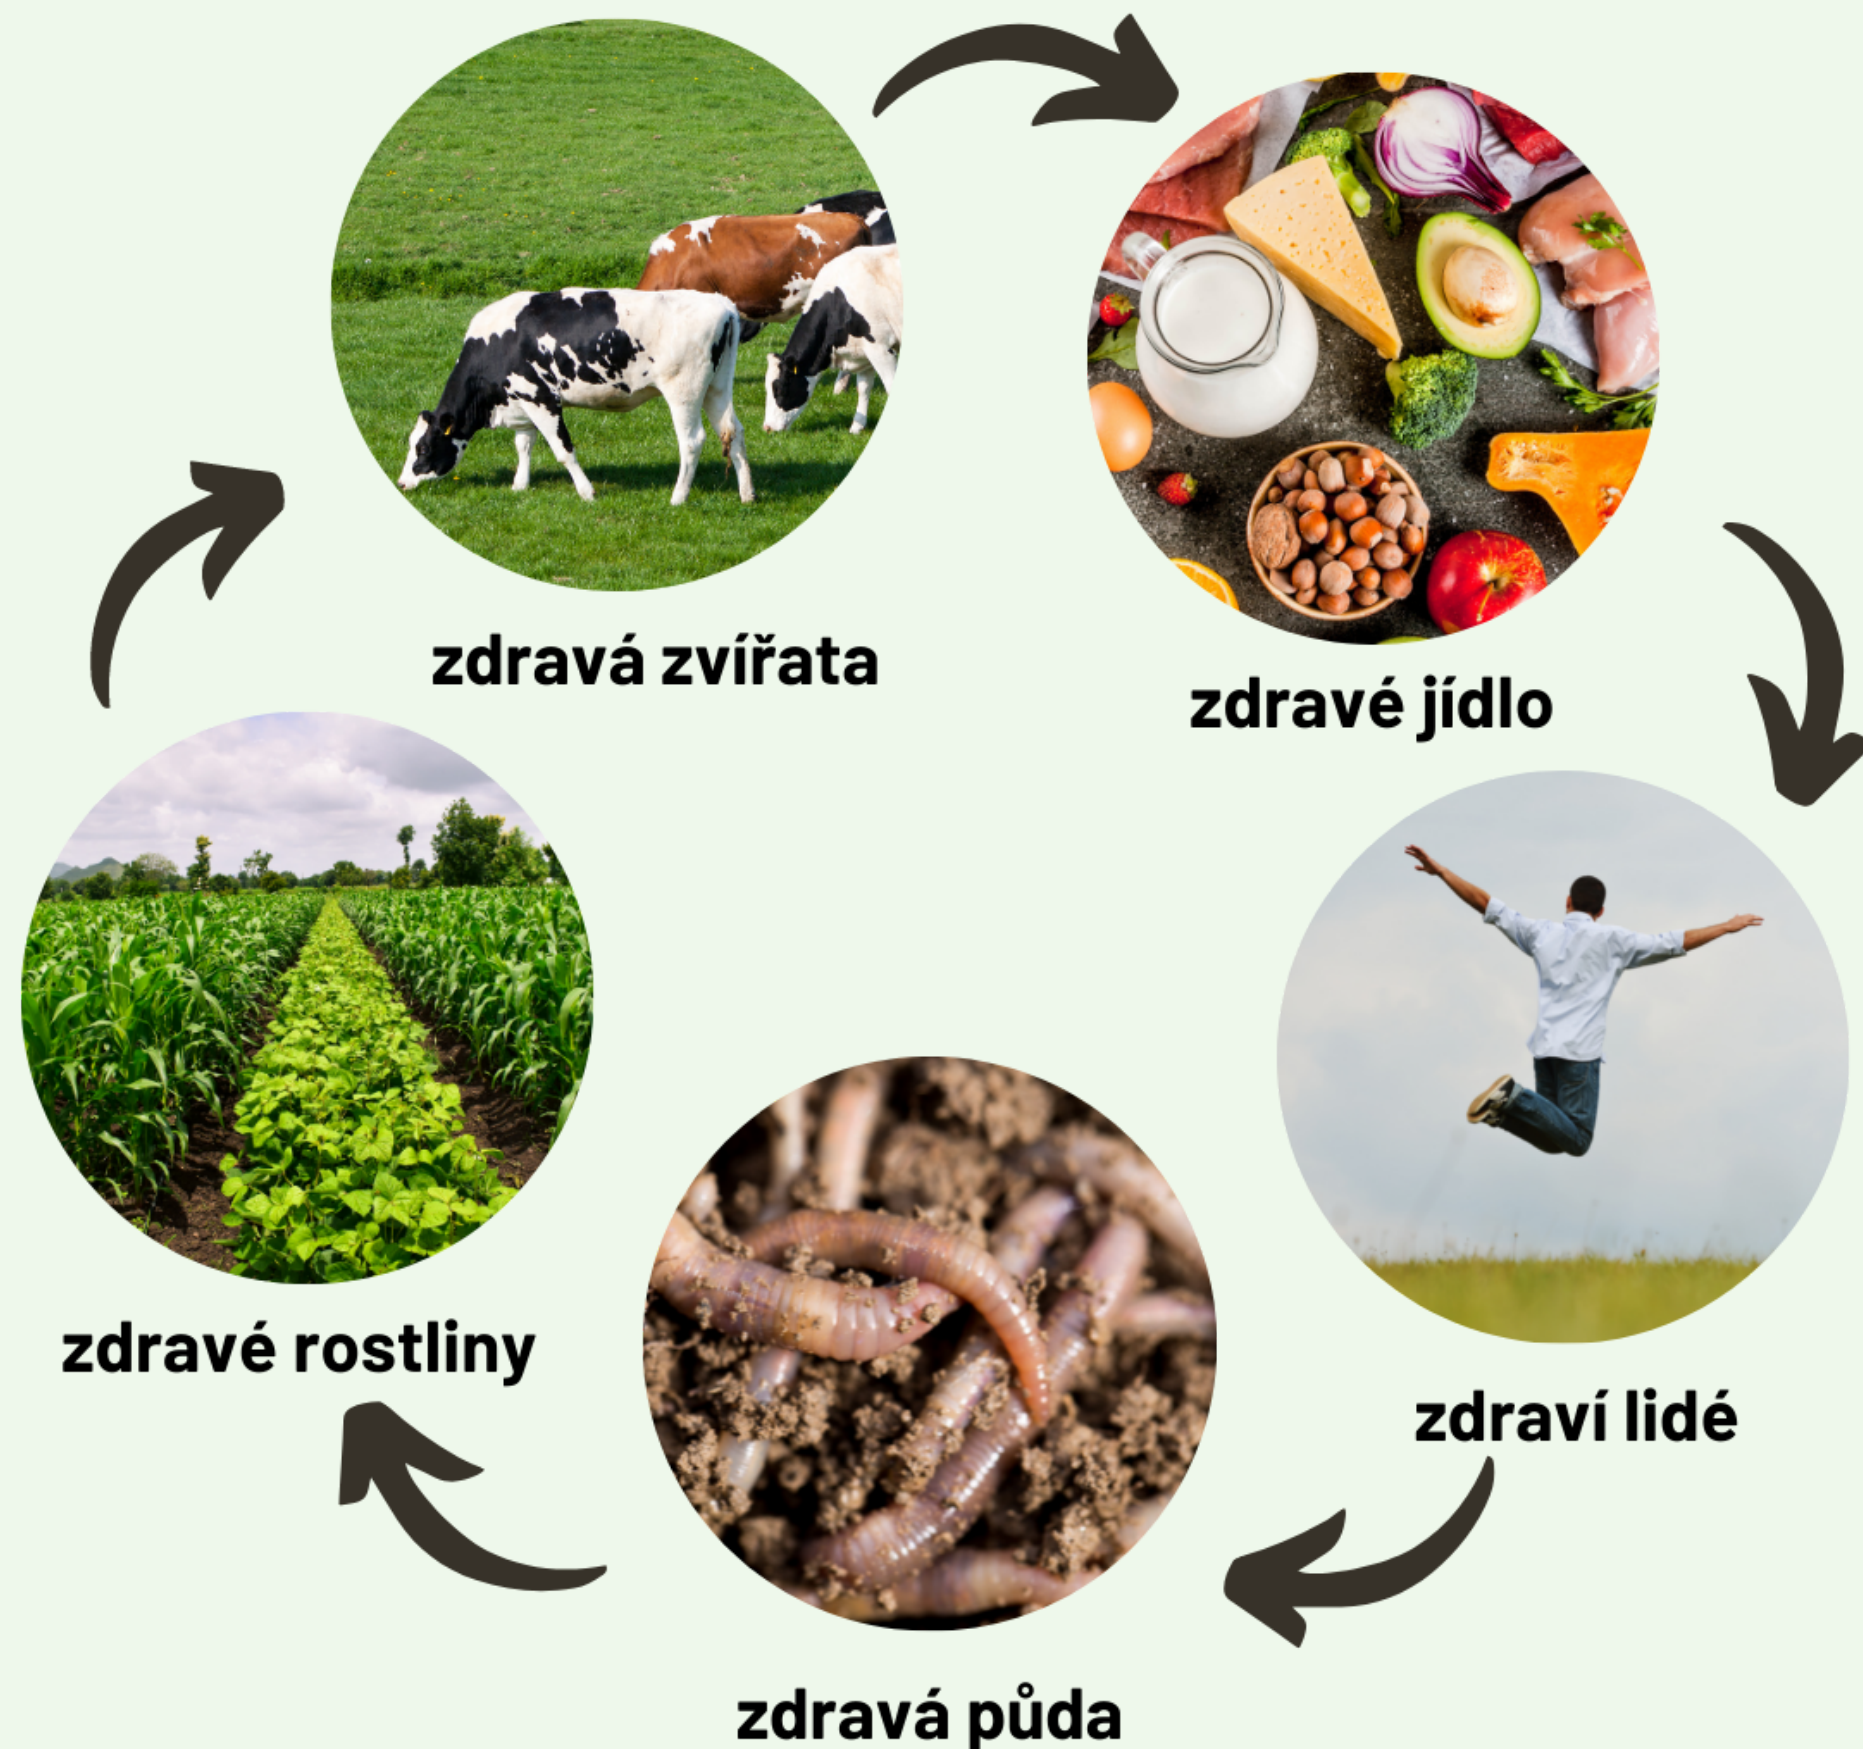 zdravá zvířata
zdravé jídlo
zdravé rostliny
zdraví lidé
zdravá půda